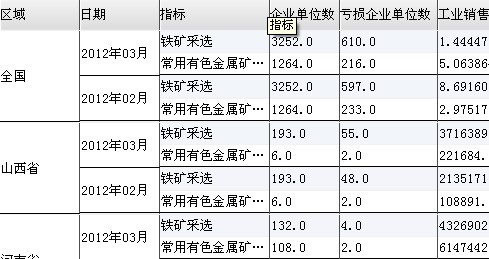 区域 日期 指标 企业单位数 亏损企业单位数 工业销售
指标
全国 2012年03月 铁矿采选 3252.0 610.0 1.44447
常用有色金属矿… 1264.0 216.0 5.06386
2012年02月 铁矿采选 3252.0 597.0 8.69160
常用有色金属矿… 1264.0 233.0 2.97517
山西省 2012年03月 铁矿采选 193.0 55.0 3716389
常用有色金属矿… 6.0 2.0 221684.
2012年02月 铁矿采选 193.0 48.0 2135171
常用有色金属矿… 6.0 2.0 108891.
河南省 2012年03月 铁矿采选 132.0 4.0 4326902
常用有色金属矿… 108.0 2.0 6147442